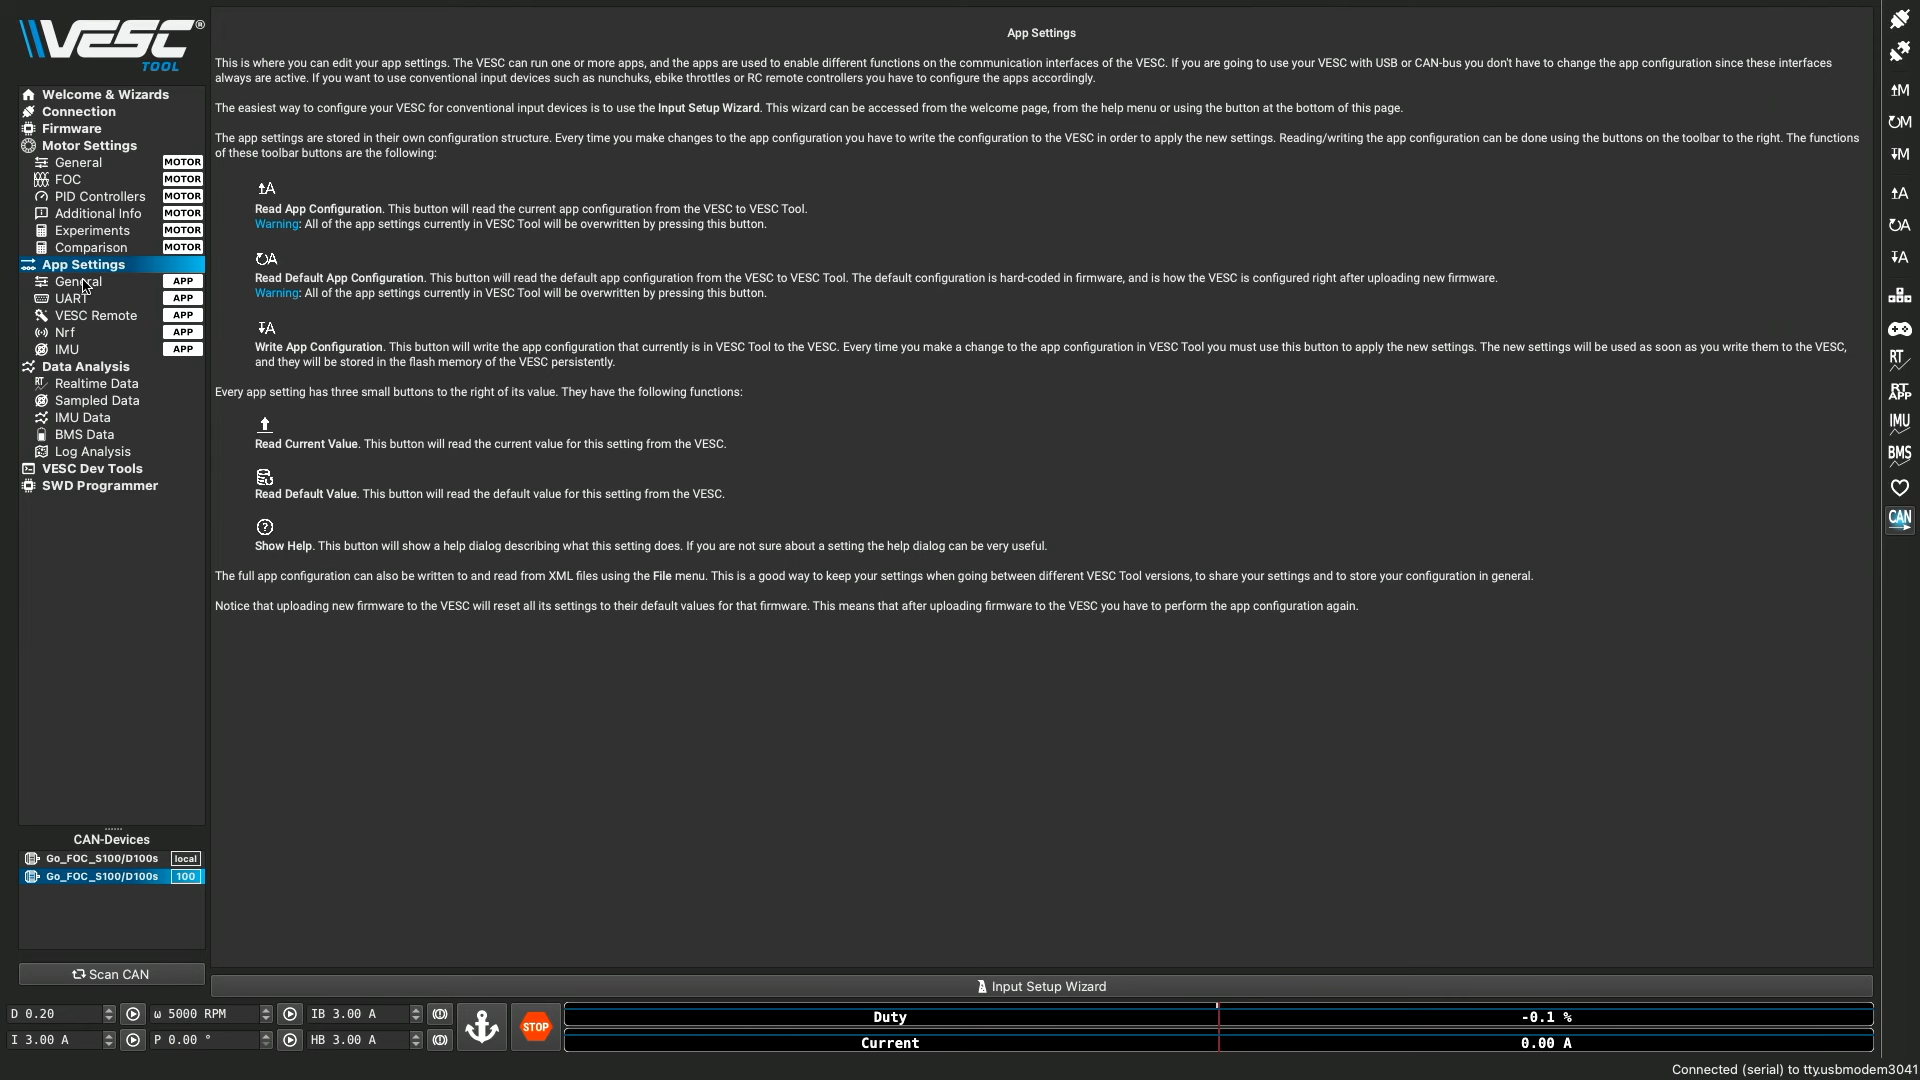 VESC®
TOOL
Welcome & Wizards
Connection
Firmware
Motor Settings
General MOTOR
FOC MOTOR
PID Controllers MOTOR
Additional Info MOTOR
Experiments MOTOR
Comparison MOTOR
App Settings
General APP
UART APP
VESC Remote APP
Nrf APP
IMU APP
Data Analysis
Realtime Data
Sampled Data
IMU Data
BMS Data
Log Analysis
VESC Dev Tools
SWD Programmer
CAN-Devices
Go_FOC_S100/D100s local
Go_FOC_S100/D100s 100
Scan CAN
App Settings
This is where you can edit your app settings. The VESC can run one or more apps, and the apps are used to enable different functions on the communication interfaces of the VESC. If you are going to use your VESC with USB or CAN-bus you don't have to change the app configuration since these interfaces
always are active. If you want to use conventional input devices such as nunchuks, ebike throttles or RC remote controllers you have to configure the apps accordingly.
The easiest way to configure your VESC for conventional input devices is to use the Input Setup Wizard. This wizard can be accessed from the welcome page, from the help menu or using the button at the bottom of this page.
The app settings are stored in their own configuration structure. Every time you make changes to the app configuration you have to write the configuration to the VESC in order to apply the new settings. Reading/writing the app configuration can be done using the buttons on the toolbar to the right. The functions
of these toolbar buttons are the following:
A
Read App Configuration. This button will read the current app configuration from the VESC to VESC Tool.
Warning: All of the app settings currently in VESC Tool will be overwritten by pressing this button.
A
Read Default App Configuration. This button will read the default app configuration from the VESC to VESC Tool. The default configuration is hard-coded in firmware, and is how the VESC is configured right after uploading new firmware.
Warning: All of the app settings currently in VESC Tool will be overwritten by pressing this button.
A
Write App Configuration. This button will write the app configuration that currently is in VESC Tool to the VESC. Every time you make a change to the app configuration in VESC Tool you must use this button to apply the new settings. The new settings will be used as soon as you write them to the VESC,
and they will be stored in the flash memory of the VESC persistently.
Every app setting has three small buttons to the right of its value. They have the following functions:
Read Current Value. This button will read the current value for this setting from the VESC.
Read Default Value. This button will read the default value for this setting from the VESC.
?
Show Help. This button will show a help dialog describing what this setting does. If you are not sure about a setting the help dialog can be very useful.
The full app configuration can also be written to and read from XML files using the File menu. This is a good way to keep your settings when going between different VESC Tool versions, to share your settings and to store your configuration in general.
Notice that uploading new firmware to the VESC will reset all its settings to their default values for that firmware. This means that after uploading firmware to the VESC you have to perform the app configuration again.
Input Setup Wizard
M
M
M
A
A
A
RT
RT
APP
IMU
BMS
CAN
D 0.20 ω 5000 RPM IB 3.00 A
I 3.00 A P 0.00 ° HB 3.00 A
STOP
Duty -0.1 %
Current 0.00 A
Connected (serial) to tty.usbmodem3041